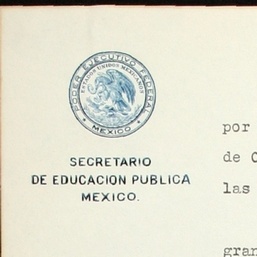 PODER EJECUTIVO FEDERAL
ESTADOS UNIDOS MEXICANOS
MEXICO
SECRETARIO
DE EDUCACION PUBLICA
MEXICO.
por
de
las
gran